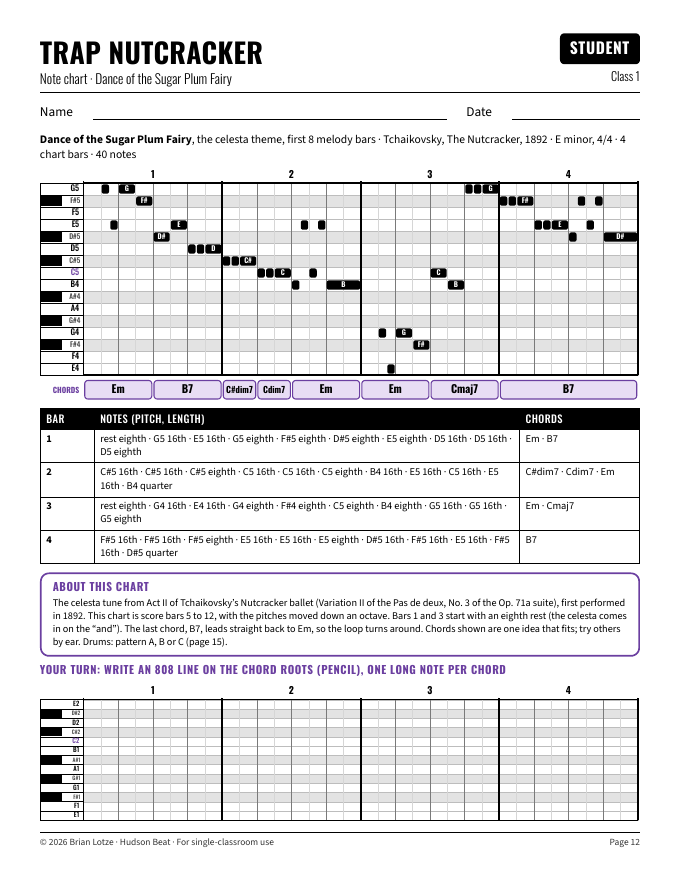 TRAP NUTCRACKER
STUDENT
Note chart · Dance of the Sugar Plum Fairy
Class 1
Name
Date
Dance of the Sugar Plum Fairy, the celesta theme, first 8 melody bars · Tchaikovsky, The Nutcracker, 1892 · E minor, 4/4 · 4
chart bars · 40 notes
1 2 3 4
G5 G G
F#5 F# F#
F5
E5 E E
D#5 D# D#
D5 D
C#5 C#
C5 C C
B4 B B
A#4
A4
G#4
G4 G
F#4 F#
F4
E4
CHORDS Em B7 C#dim7 Cdim7 Em Em Cmaj7 B7
BAR NOTES (PITCH, LENGTH) CHORDS
1 rest eighth · G5 16th · E5 16th · G5 eighth · F#5 eighth · D#5 eighth · E5 eighth · D5 16th · D5 16th · Em · B7
D5 eighth
2 C#5 16th · C#5 16th · C#5 eighth · C5 16th · C5 16th · C5 eighth · B4 16th · E5 16th · C5 16th · E5 C#dim7 · Cdim7 · Em
16th · B4 quarter
3 rest eighth · G4 16th · E4 16th · G4 eighth · F#4 eighth · C5 eighth · B4 eighth · G5 16th · G5 16th · Em · Cmaj7
G5 eighth
4 F#5 16th · F#5 16th · F#5 eighth · E5 16th · E5 16th · E5 eighth · D#5 16th · F#5 16th · E5 16th · F#5 B7
16th · D#5 quarter
ABOUT THIS CHART
The celesta tune from Act II of Tchaikovsky's Nutcracker ballet (Variation II of the Pas de deux, No. 3 of the Op. 71a suite), first performed
in 1892. This chart is score bars 5 to 12, with the pitches moved down an octave. Bars 1 and 3 start with an eighth rest (the celesta comes
in on the “and”). The last chord, B7, leads straight back to Em, so the loop turns around. Chords shown are one idea that fits; try others
by ear. Drums: pattern A, B or C (page 15).
YOUR TURN: WRITE AN 808 LINE ON THE CHORD ROOTS (PENCIL), ONE LONG NOTE PER CHORD
1 2 3 4
E2
D#2
D2
C#2
C2
B1
A#1
A1
G#1
G1
F#1
F1
E1
© 2026 Brian Lotze · Hudson Beat · For single-classroom use
Page 12